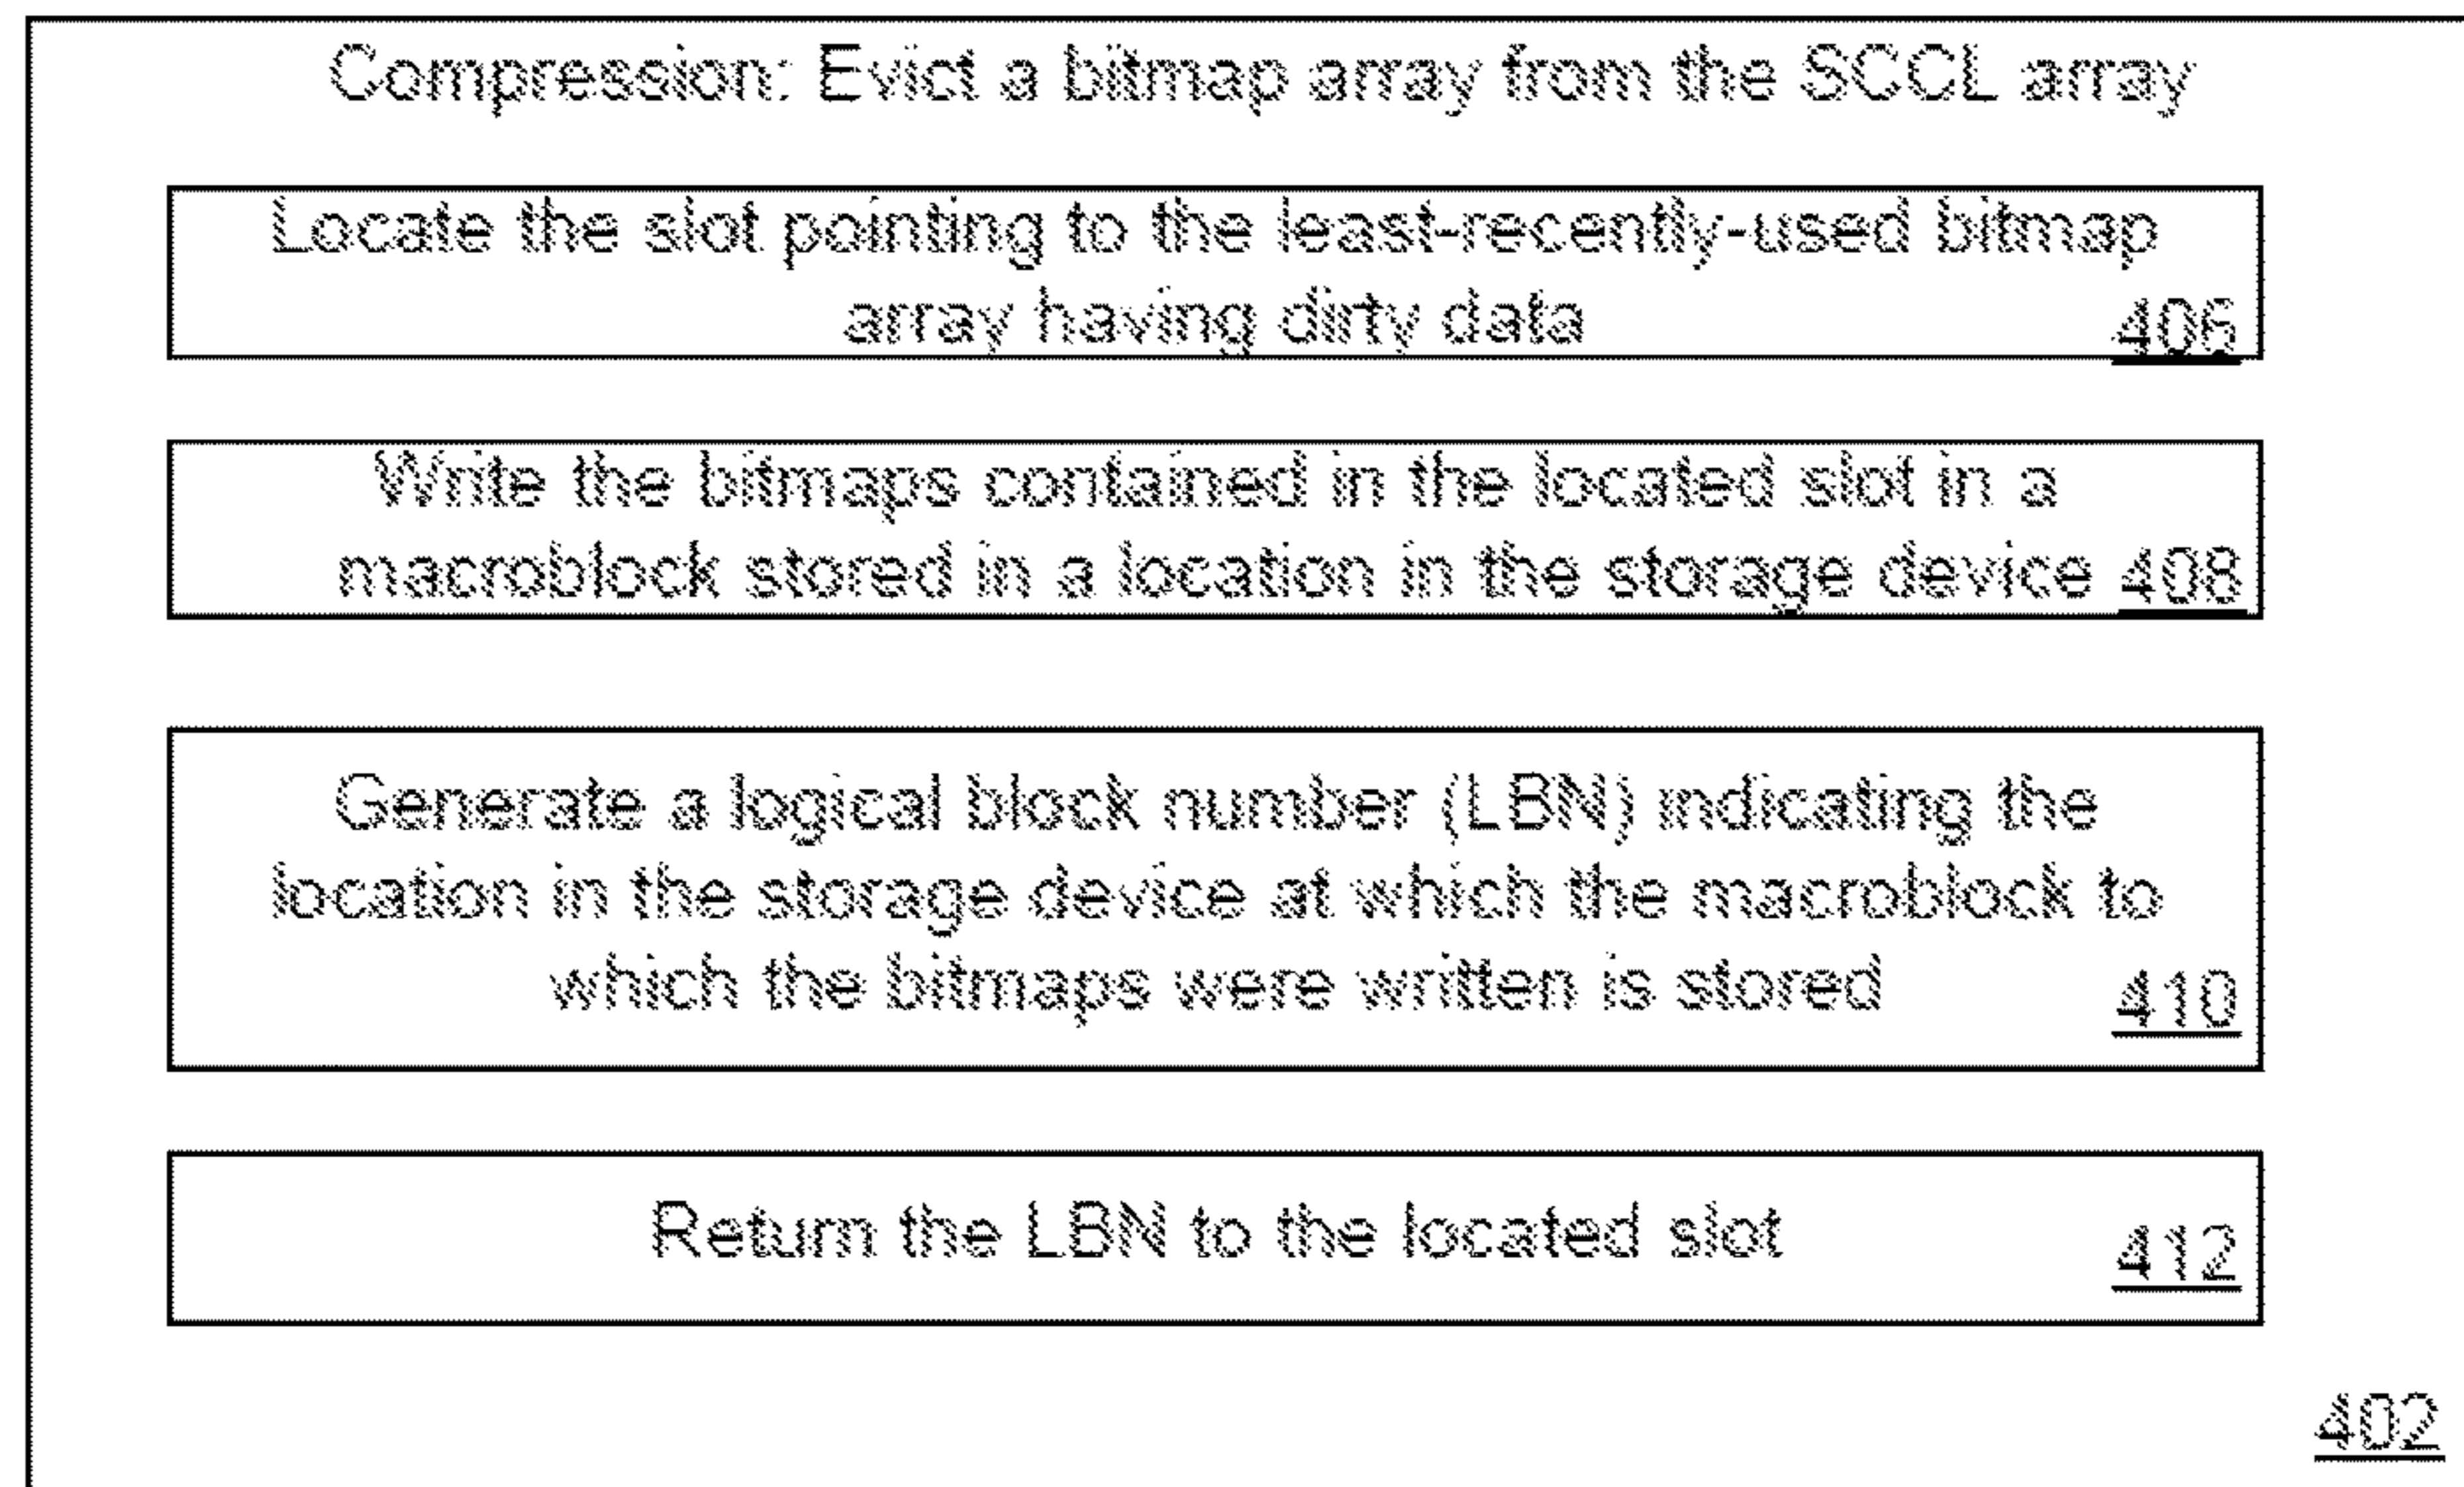 Compression: Evict a bitmap array from the SCCL array
Locate the slot pointing to the least-recently-used bitmap
array having dirty data 406
Write the bitmaps contained in the located slot in a
macroblock stored in a location in the storage device 408
Generate a logical block number (LBN) indicating the
location in the storage device at which the macroblock to
which the bitmaps were written is stored 410
Return the LBN to the located slot 412
402